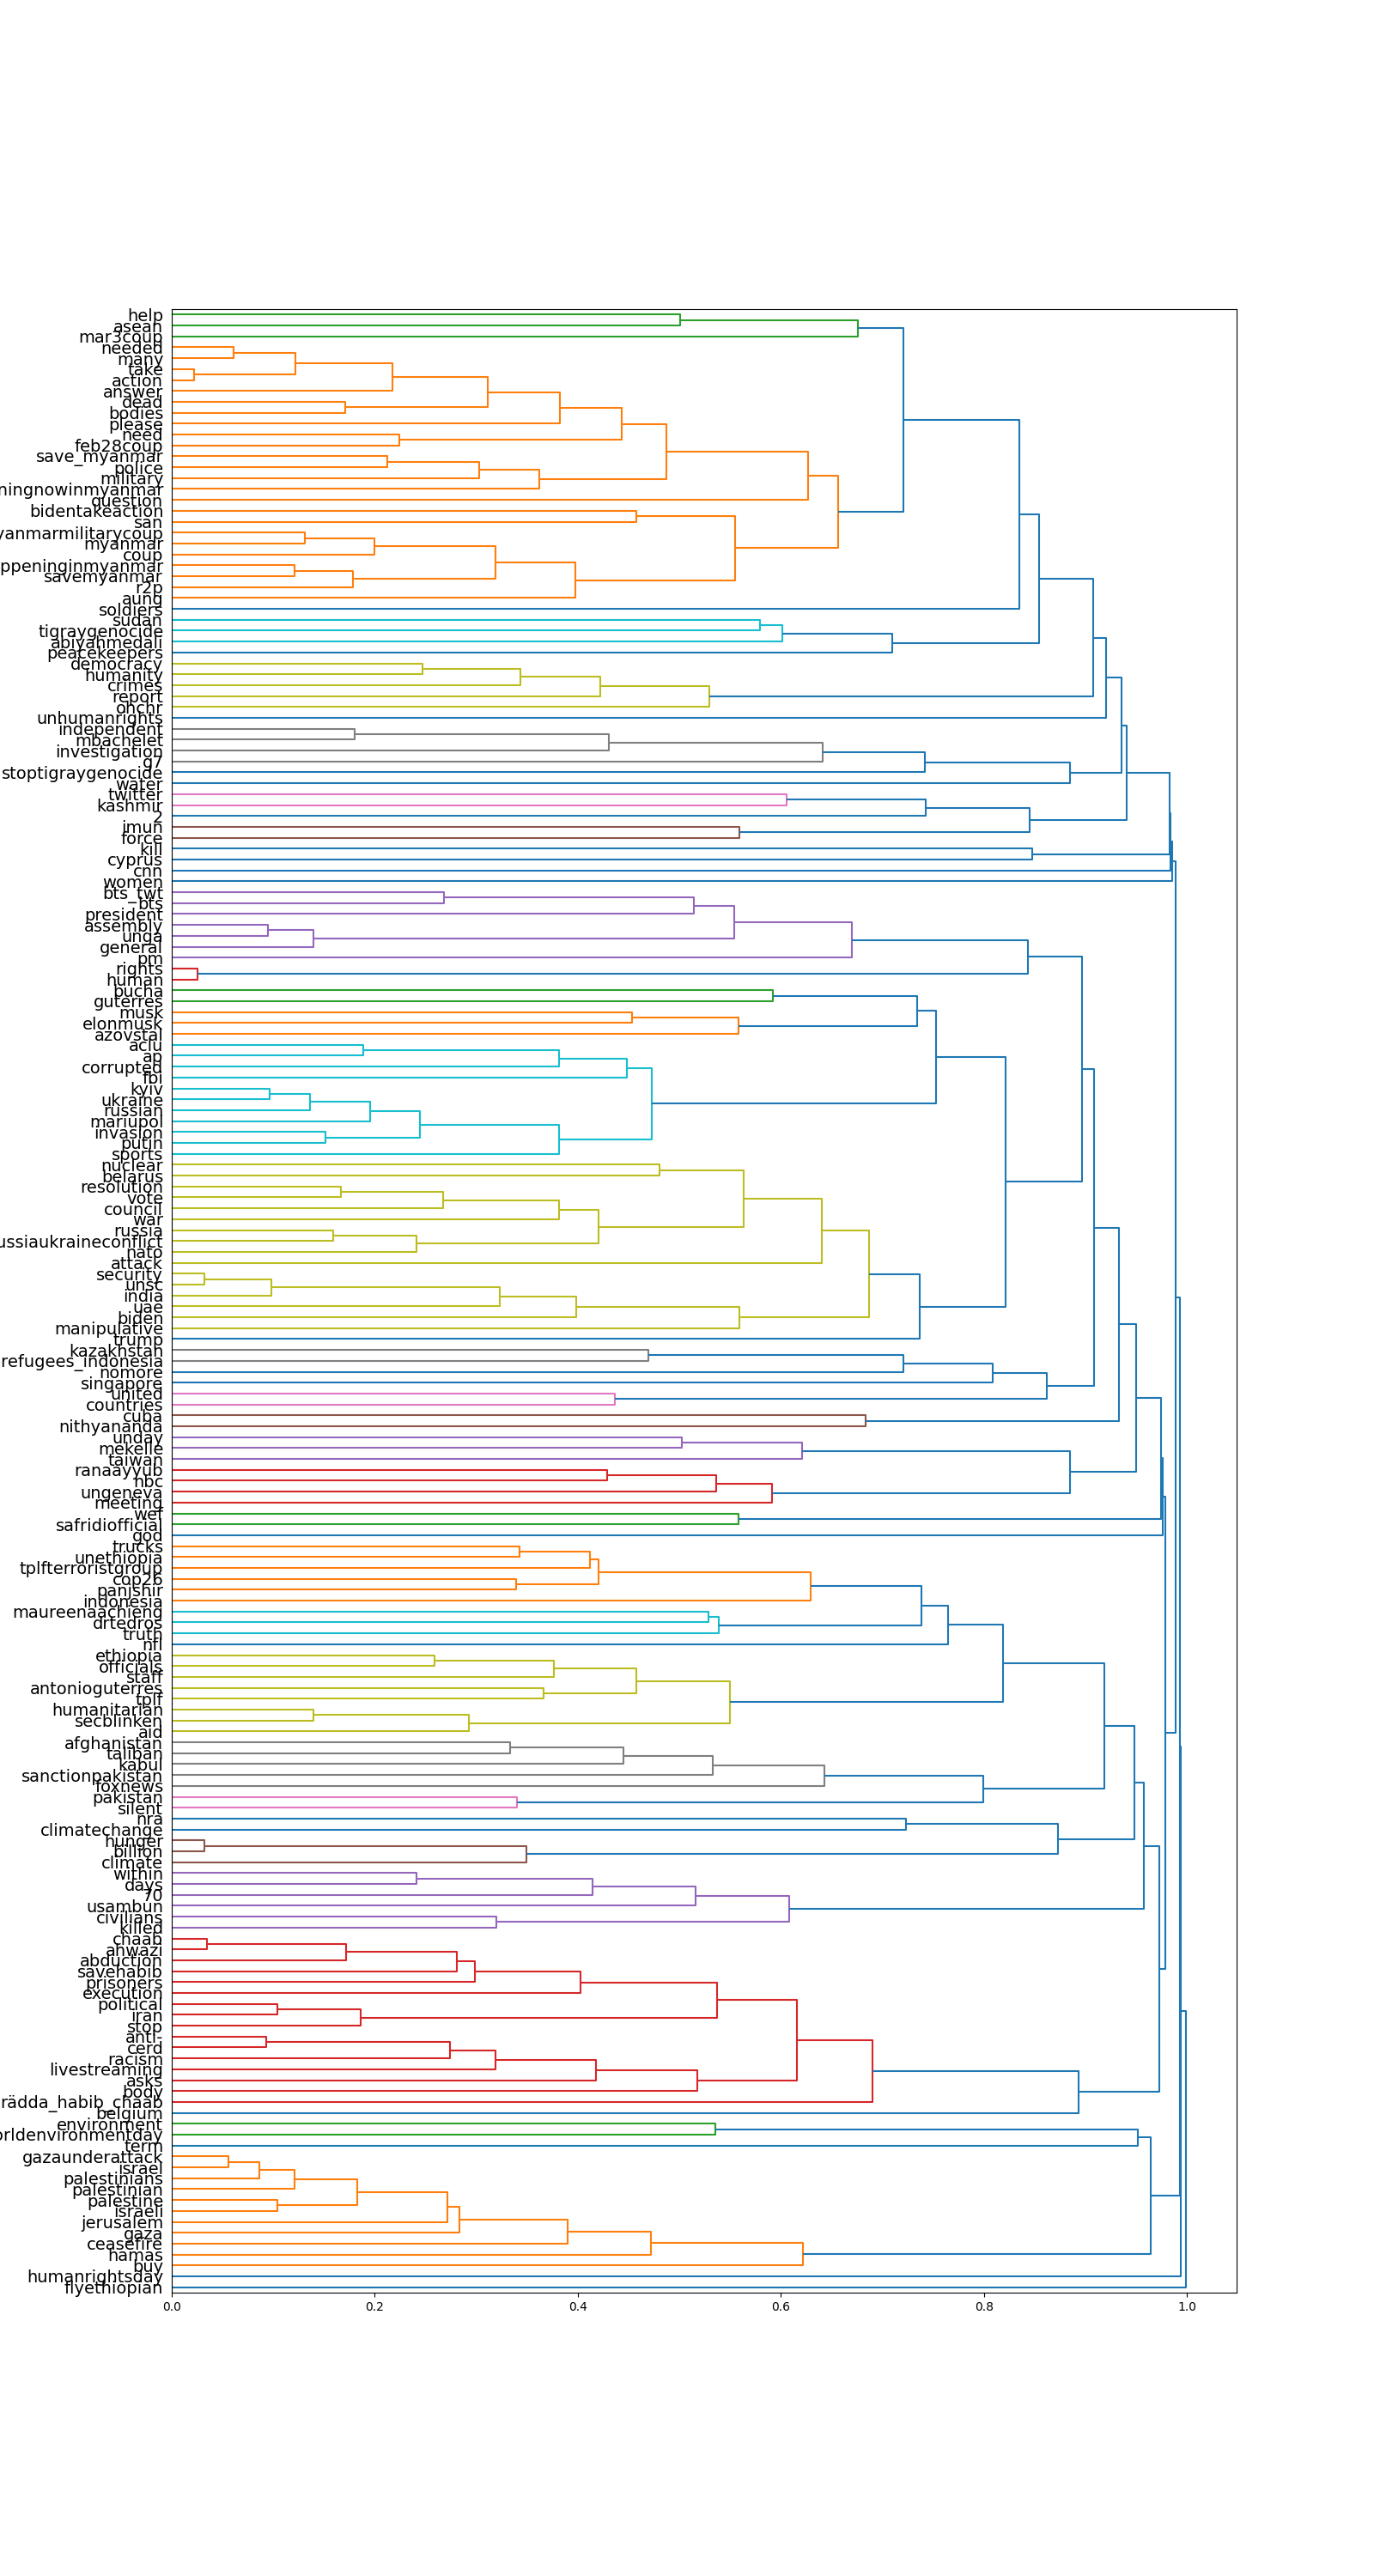 help
asean
mar3coup
needed
many
take
action
answer
dead
bodies
please
need
feb28coup
save_myanmar
police
military
ningnowinmyanmar
question
bidentakeaction
san
yanmarmilitarycoup
myanmar
coup
ppeninginmyanmar
savemyanmar
r2p
aung
soldiers
sudan
tigraygenocide
abiyahmedali
peacekeepers
democracy
humanity
crimes
report
ohchr
unhumanrights
independent
mbachelet
investigation
g7
stoptigraygenocide
water
twitter
kashmir
2
imun
force
kill
cyprus
cnn
women
bts_twt
bts
president
assembly
unga
general
pm
rights
human
bucha
guterres
musk
elonmusk
azovstal
aclu
ap
corrupted
fbi
kyiv
ukraine
russian
mariupol
invasion
putin
sports
nuclear
belarus
resolution
vote
council
war
russia
ussiaukraineconflict
nato
attack
security
unsc
india
uae
biden
manipulative
trump
kazakhstan
refugees_indonesia
nomore
singapore
united
countries
cuba
nithyananda
unday
mekelle
taiwan
ranaayyub
nbc
ungeneva
meeting
wef
safridiofficial
god
trucks
unethiopia
tplfterroristgroup
cop26
panjshir
indonesia
maureenaachieng
drtedros
truth
nfl
ethiopia
officials
staff
antonioguterres
tplf
humanitarian
secblinken
aid
afghanistan
taliban
kabul
sanctionpakistan
foxnews
pakistan
silent
nra
climatechange
hunger
billion
climate
within
days
70
usambun
civilians
killed
chaab
ahwazi
abduction
savehabib
prisoners
execution
political
iran
stop
anti-
cerd
racism
livestreaming
asks
body
rädda_habib_chaab
belgium
environment
orldenvironmentday
term
gazaunderattack
israel
palestinians
palestinian
palestine
israeli
jerusalem
gaza
ceasefire
hamas
buy
humanrightsday
flyethiopian
0.0 0.2 0.4 0.6 0.8 1.0